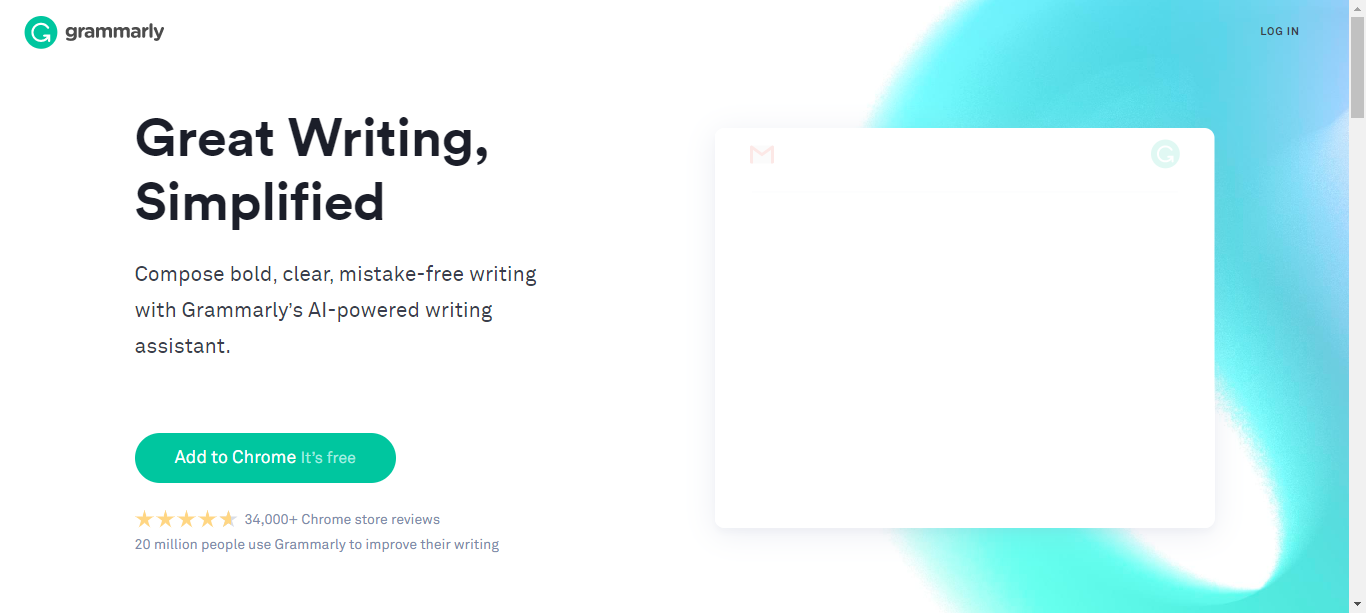 grammarly
LOG IN
Great Writing,
Simplified
Compose bold, clear, mistake-free writing
with Grammarly’s AI-powered writing
assistant.
Add to Chrome It’s free
34,000+ Chrome store reviews
20 million people use Grammarly to improve their writing